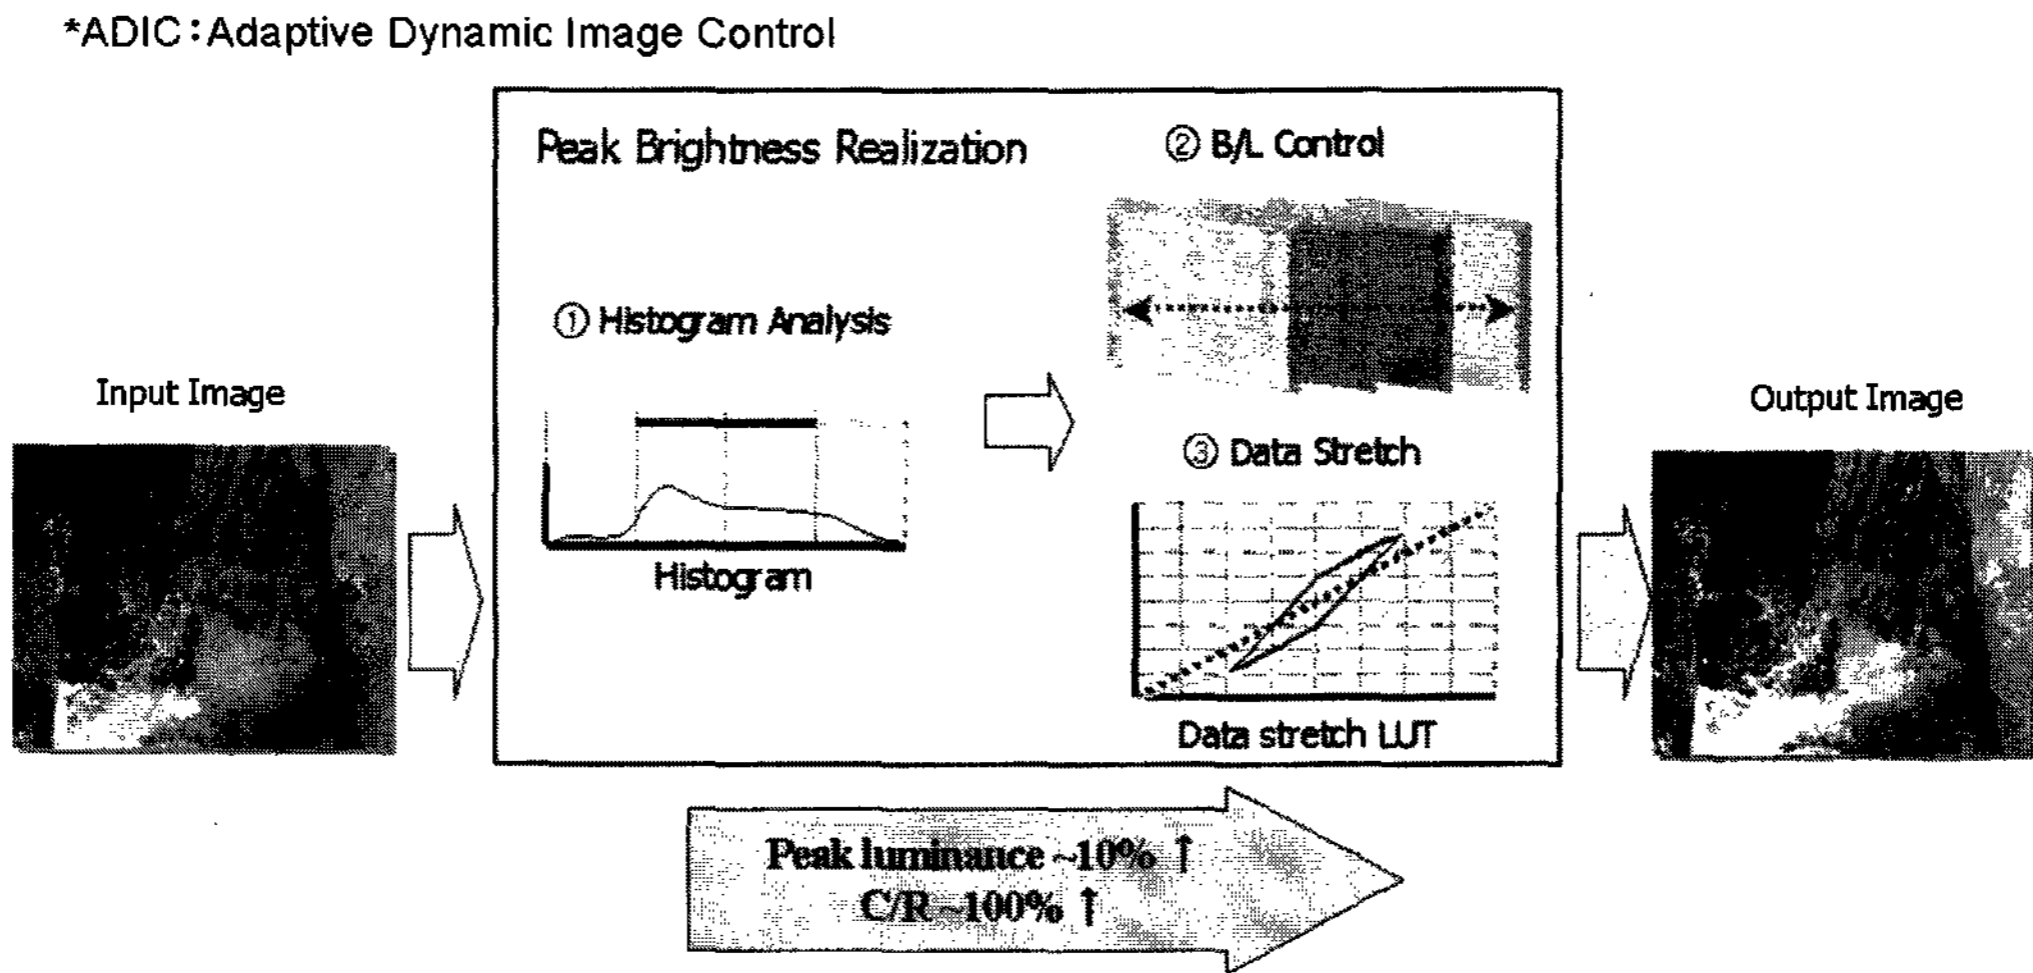 *ADIC:Adaptive Dynamic Image Control
Peak Brightness Realization
② B/L Control
① Histogram Analysis
Input Image
Output Image
③ Data Stretch
Histogram
Data stretch LUT
Peak luminance ~10% ↑
C/R ~100% ↑